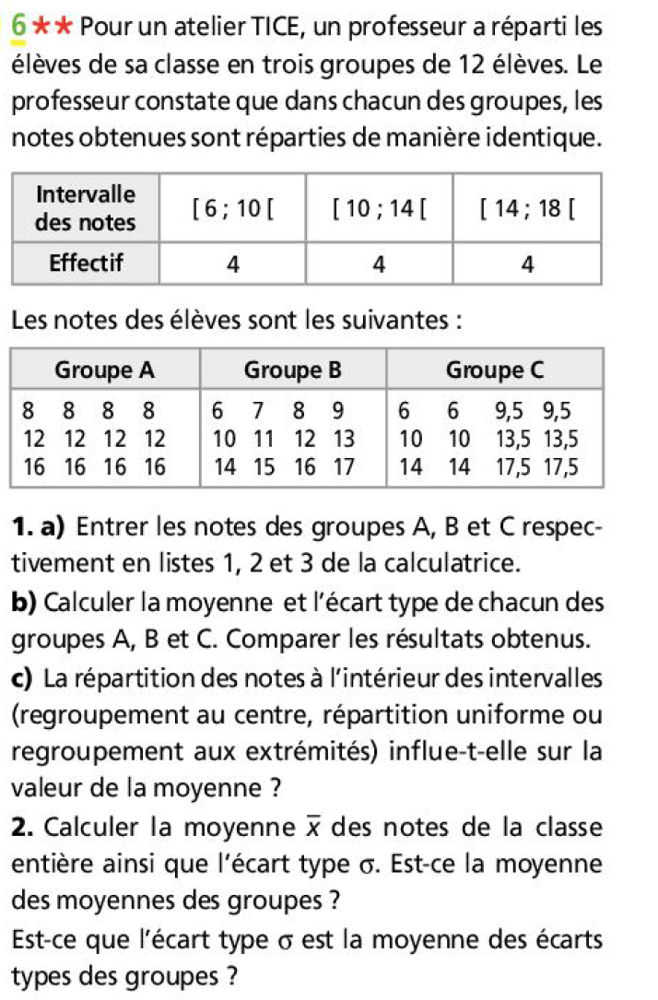 6 ★★ Pour un atelier TICE, un professeur a réparti les
élèves de sa classe en trois groupes de 12 élèves. Le
professeur constate que dans chacun des groupes, les
notes obtenues sont réparties de manière identique.
Intervalle des notes [ 6 ; 10 [ [ 10 ; 14 [ [ 14 ; 18 [
Effectif 4 4 4
Les notes des élèves sont les suivantes :
Groupe A Groupe B Groupe C
8 8 8 8 6 7 8 9 6 6 9,5 9,5
12 12 12 12 10 11 12 13 10 10 13,5 13,5
16 16 16 16 14 15 16 17 14 14 17,5 17,5
1. a) Entrer les notes des groupes A, B et C respec-
tivement en listes 1, 2 et 3 de la calculatrice.
b) Calculer la moyenne et l’écart type de chacun des
groupes A, B et C. Comparer les résultats obtenus.
c) La répartition des notes à l’intérieur des intervalles
(regroupement au centre, répartition uniforme ou
regroupement aux extrémités) influe-t-elle sur la
valeur de la moyenne ?
2. Calculer la moyenne x̅ des notes de la classe
entière ainsi que l’écart type σ. Est-ce la moyenne
des moyennes des groupes ?
Est-ce que l’écart type σ est la moyenne des écarts
types des groupes ?